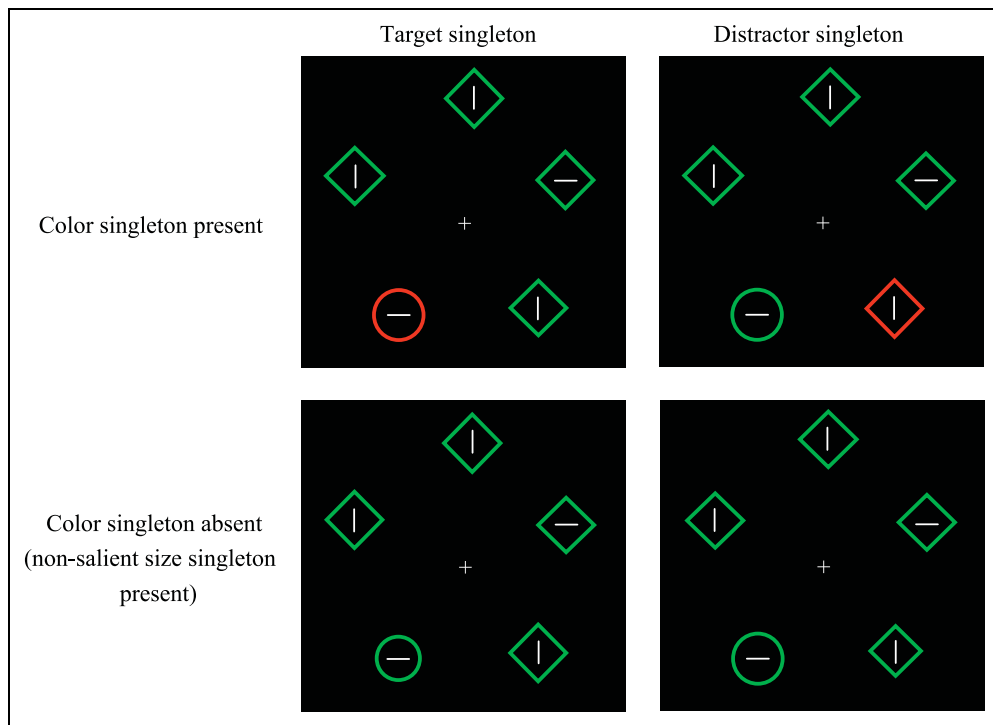 Target singleton
Distractor singleton
Color singleton present
Color singleton absent
(non-salient size singleton
present)